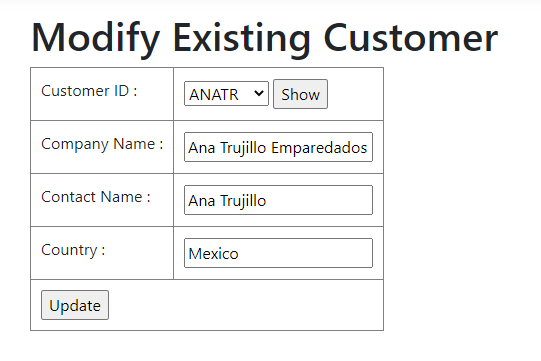 Modify Existing Customer
Customer ID : ANATR Show
Company Name : Ana Trujillo Emparedados
Contact Name : Ana Trujillo
Country : Mexico
Update